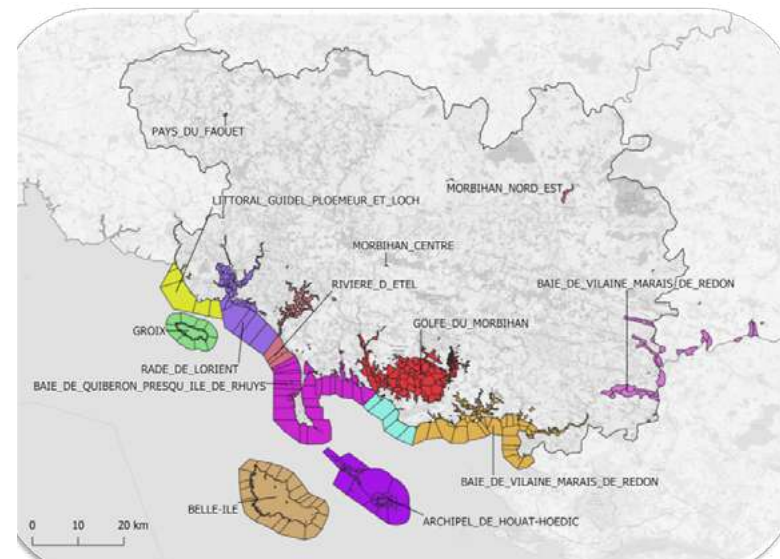 PAYS_DU_FAOUET
MORBIHAN_NORD_EST
LITTORAL_GUIDEL_PLOEMEUR_ET_LOCH
MORBIHAN_CENTRE
RIVIERE_D_ETEL
BAIE_DE_VILAINE_MARAIS_DE_REDON
GROIX
GOLFE_DU_MORBIHAN
RADE_DE_LORIENT
BAIE_DE_QUIBERON_PRESQU_ILE_DE_RHUYS
BAIE_DE_VILAINE_MARAIS_DE_REDON
BELLE-ILE
ARCHIPEL_DE_HOUAT-HOEDIC
0 10 20 km